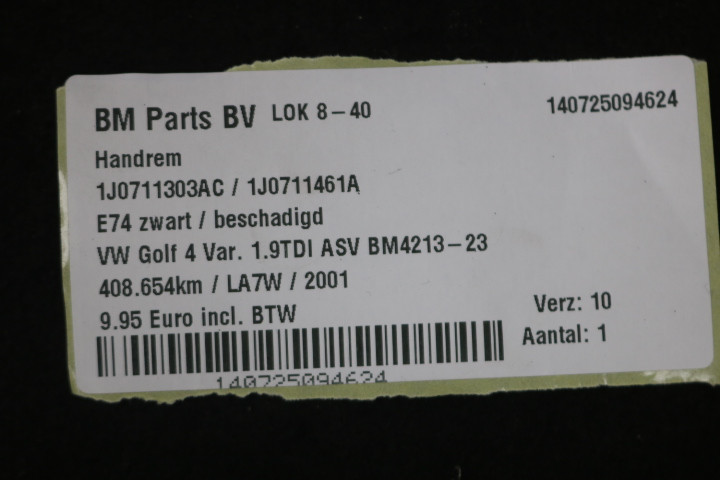 BM Parts BV LOK 8-40 140725094624
Handrem
1J0711303AC / 1J0711461A
E74 zwart / beschadigd
VW Golf 4 Var. 1.9TDI ASV BM4213-23
408.654km / LA7W / 2001
9.95 Euro incl. BTW Verz: 10
Aantal: 1
140725094624